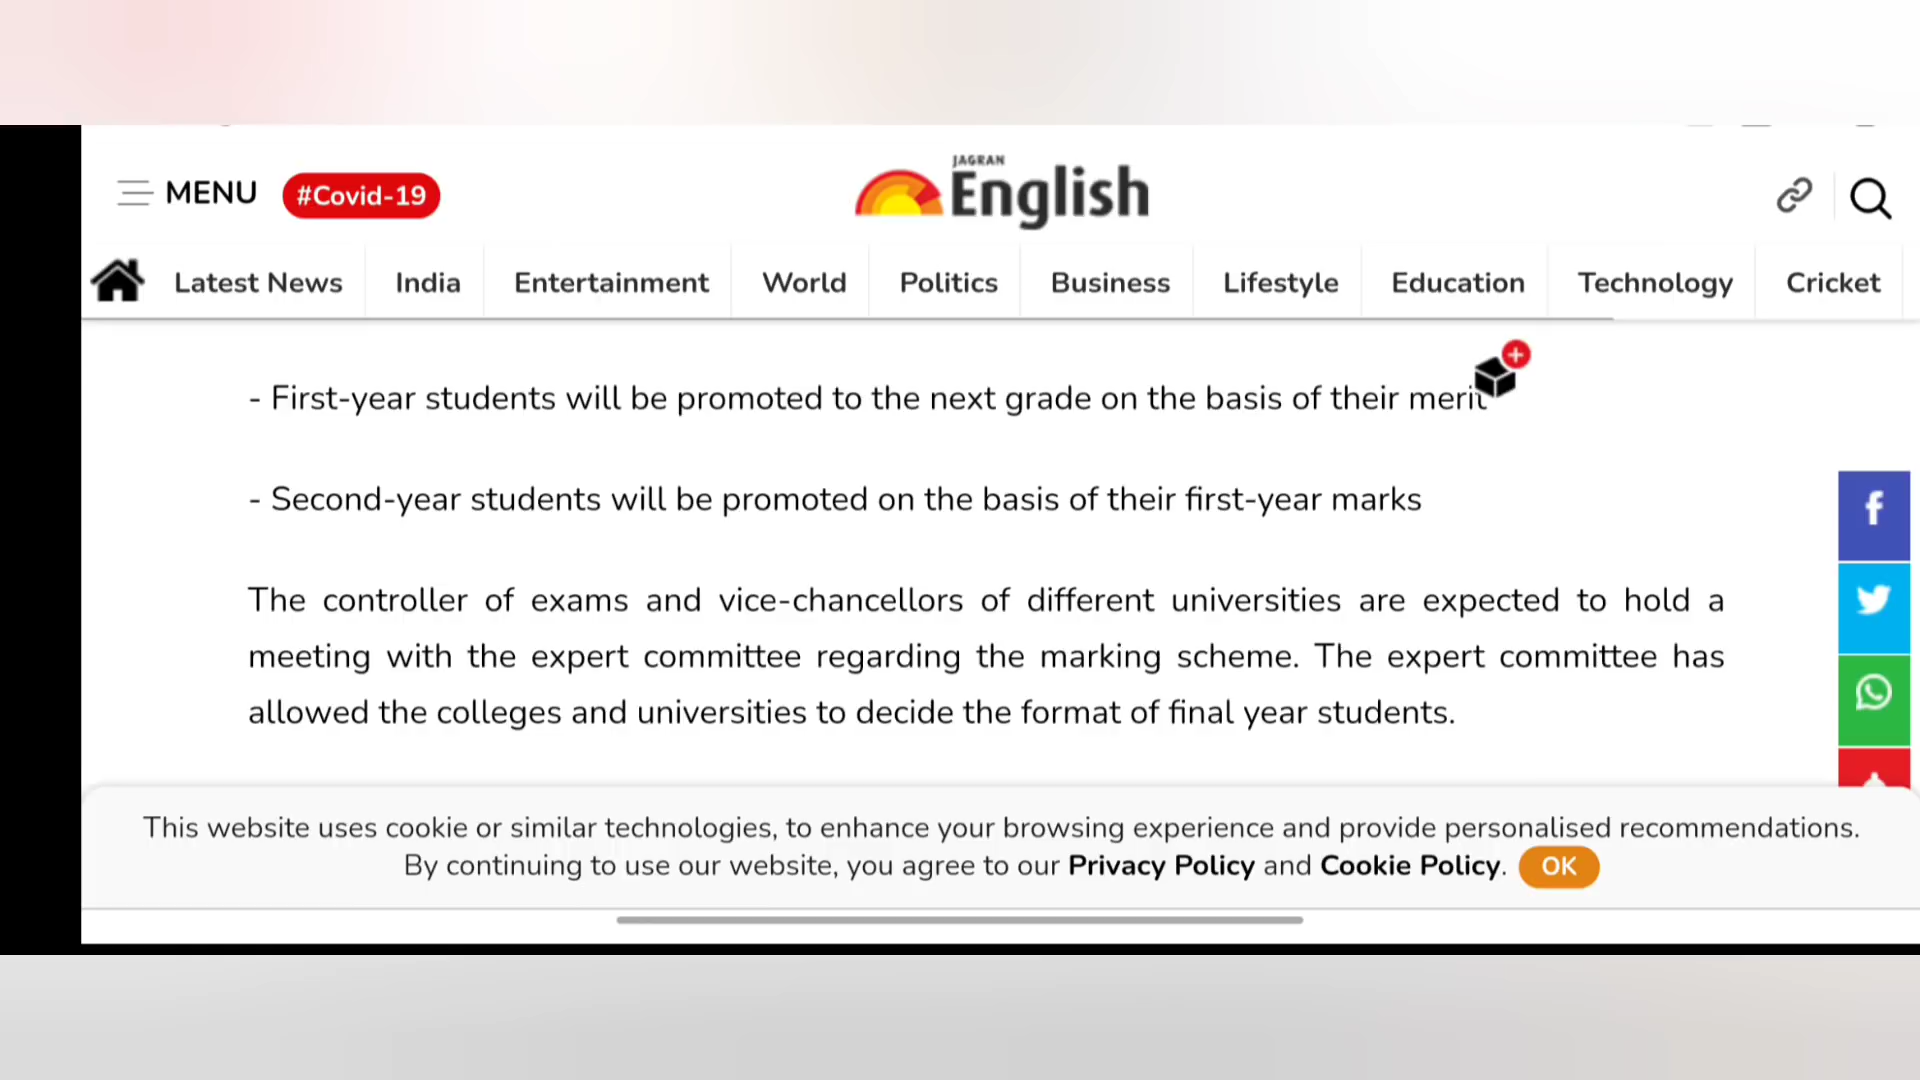 MENU
#Covid-19
JAGRAN
English
Latest News
India
Entertainment
World
Politics
Business
Lifestyle
Education
Technology
Cricket
- First-year students will be promoted to the next grade on the basis of their merit
- Second-year students will be promoted on the basis of their first-year marks
The controller of exams and vice-chancellors of different universities are expected to hold a
meeting with the expert committee regarding the marking scheme. The expert committee has
allowed the colleges and universities to decide the format of final year students.
This website uses cookie or similar technologies, to enhance your browsing experience and provide personalised recommendations.
By continuing to use our website, you agree to our Privacy Policy and Cookie Policy. OK